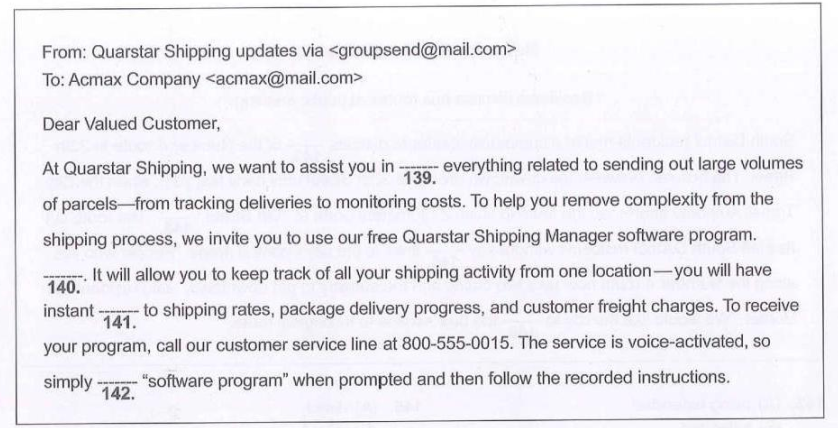 From: Quarstar Shipping updates via <groupsend@mail.com>
To: Acmax Company <acmax@mail.com>
Dear Valued Customer,
At Quarstar Shipping, we want to assist you in ------- everything related to sending out large volumes
139.
of parcels—from tracking deliveries to monitoring costs. To help you remove complexity from the
shipping process, we invite you to use our free Quarstar Shipping Manager software program.
-------. It will allow you to keep track of all your shipping activity from one location—you will have
140.
instant ------- to shipping rates, package delivery progress, and customer freight charges. To receive
141.
your program, call our customer service line at 800-555-0015. The service is voice-activated, so
simply ------- “software program” when prompted and then follow the recorded instructions.
142.